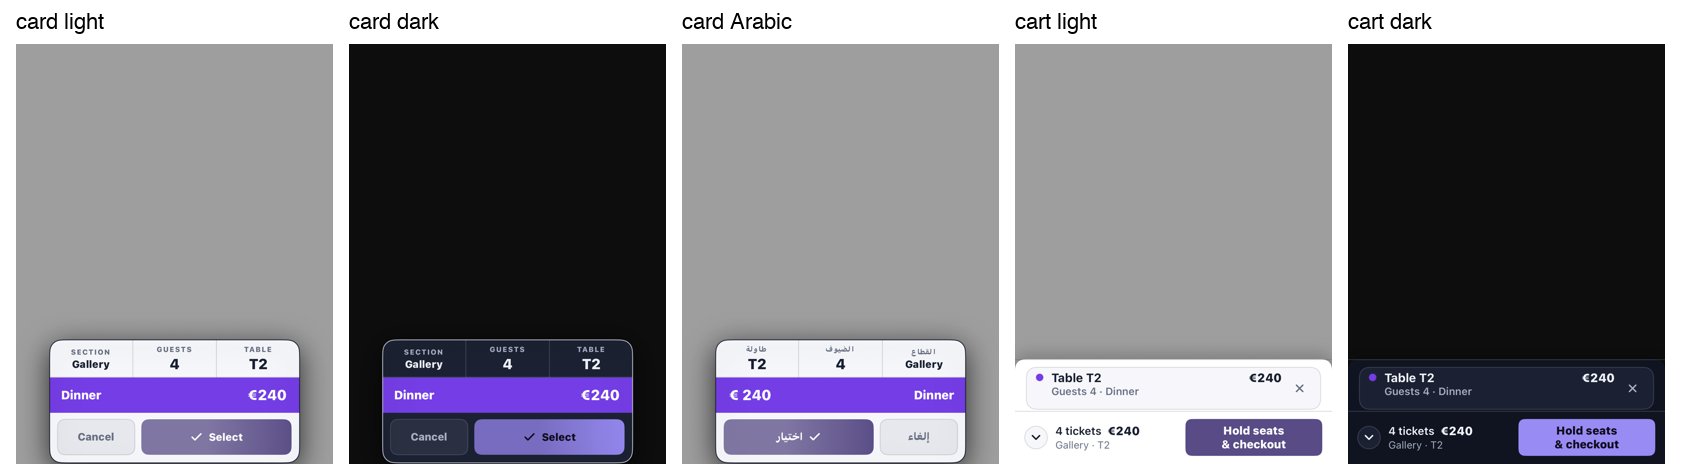 card light
SECTION GUESTS TABLE
Gallery 4 T2
Dinner €240
Cancel Select
card dark
SECTION GUESTS TABLE
Gallery 4 T2
Dinner €240
Cancel Select
card Arabic
القطاع الضيوف طاولة
Gallery 4 T2
Dinner € 240
اختيار إلغاء
cart light
Table T2 €240
Guests 4 · Dinner
4 tickets €240
Gallery · T2
Hold seats
& checkout
cart dark
Table T2 €240
Guests 4 · Dinner
4 tickets €240
Gallery · T2
Hold seats
& checkout